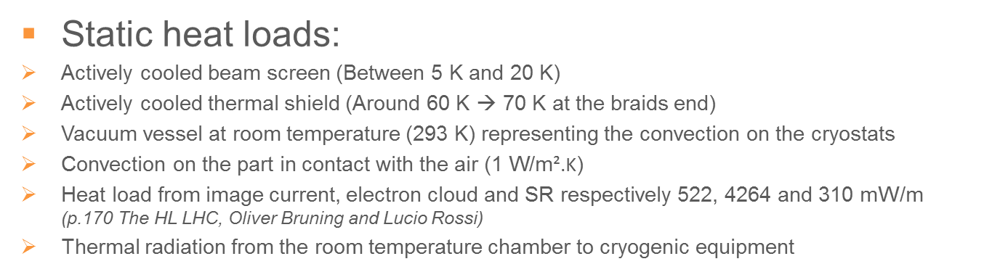 ▪ Static heat loads:
➢ Actively cooled beam screen (Between 5 K and 20 K)
➢ Actively cooled thermal shield (Around 60 K → 70 K at the braids end)
➢ Vacuum vessel at room temperature (293 K) representing the convection on the cryostats
➢ Convection on the part in contact with the air (1 W/m².K)
➢ Heat load from image current, electron cloud and SR respectively 522, 4264 and 310 mW/m
(p.170 The HL LHC, Oliver Bruning and Lucio Rossi)
➢ Thermal radiation from the room temperature chamber to cryogenic equipment